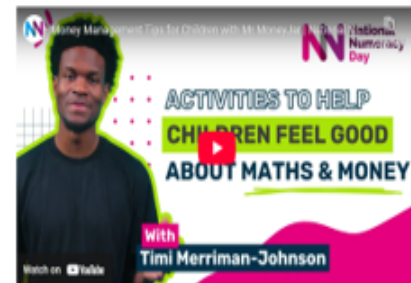 Money Management Tips for Children with Mr MoneyJar
National
Numeracy
Day
ACTIVITIES TO HELP
CHILDREN FEEL GOOD
ABOUT MATHS & MONEY
With
Timi Merriman-Johnson
Watch on YouTube